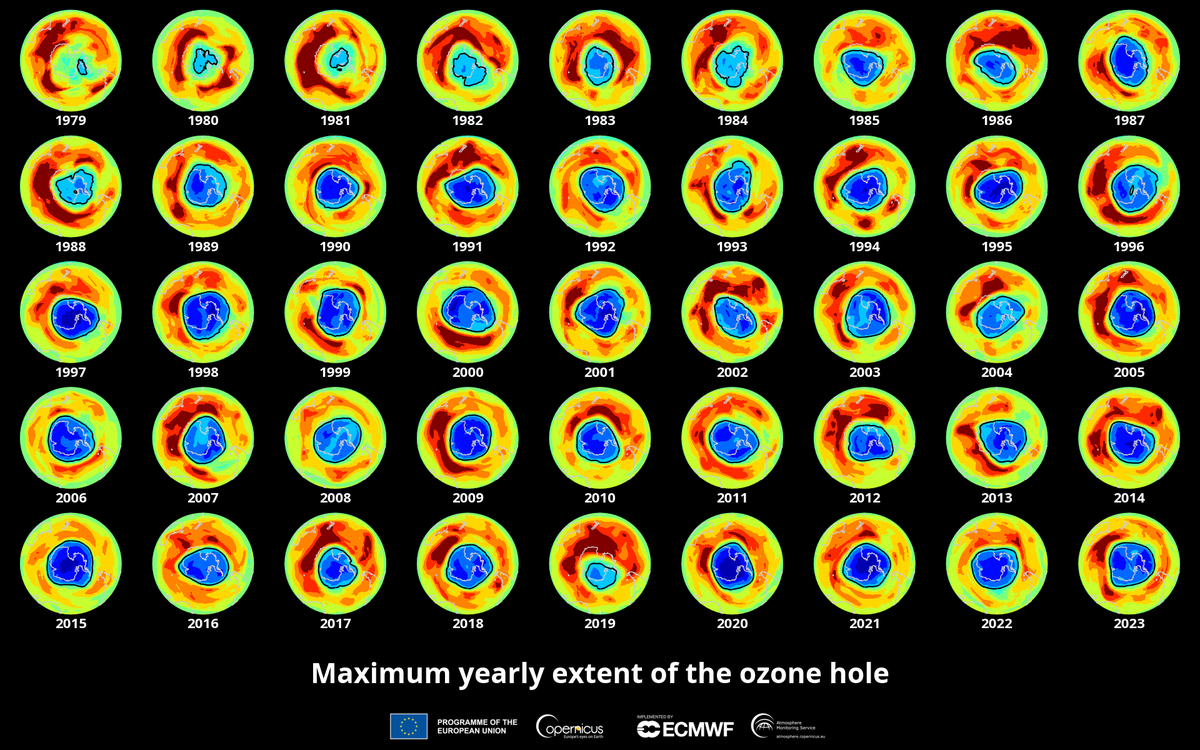 1979 1980 1981 1982 1983 1984 1985 1986 1987
1988 1989 1990 1991 1992 1993 1994 1995 1996
1997 1998 1999 2000 2001 2002 2003 2004 2005
2006 2007 2008 2009 2010 2011 2012 2013 2014
2015 2016 2017 2018 2019 2020 2021 2022 2023
Maximum yearly extent of the ozone hole
PROGRAMME OF THE
EUROPEAN UNION
Copernicus
Europe's eyes on Earth
IMPLEMENTED BY
ECMWF
Atmosphere
Monitoring Service
atmosphere.copernicus.eu